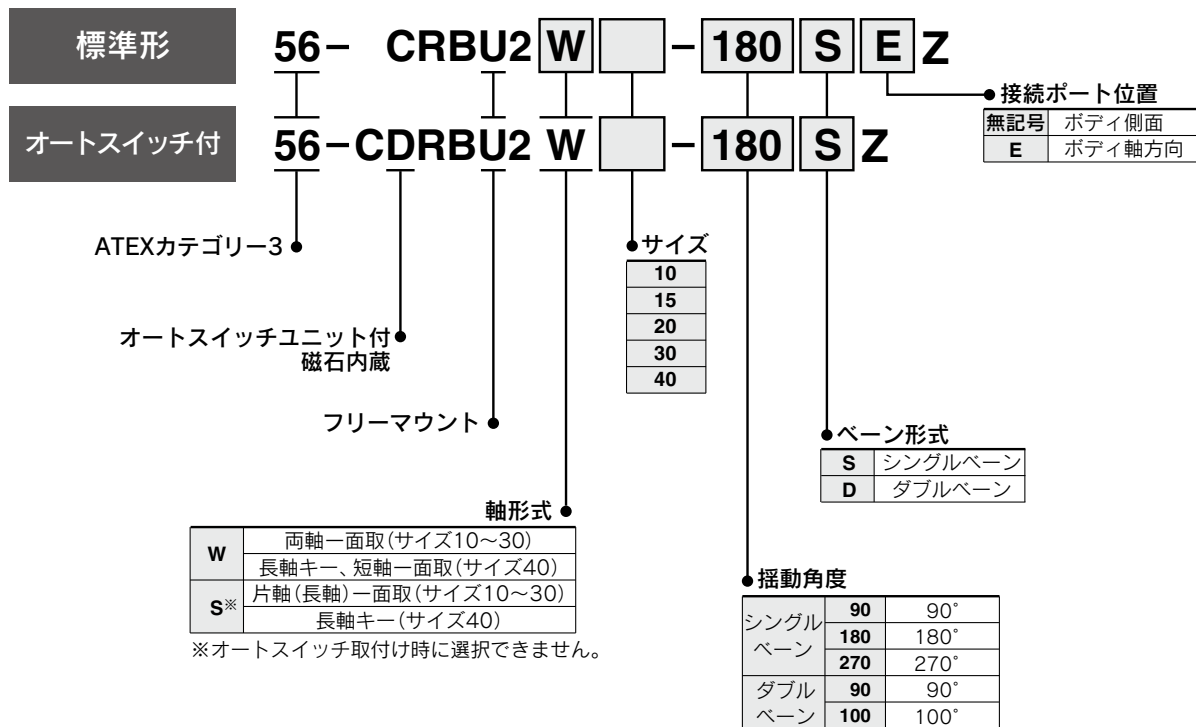 標準形
56- CRBU2 W -180 S E Z
接続ポート位置
無記号 ボディ側面
E ボディ軸方向
オートスイッチ付
56-CDRBU2 W -180 S Z
ATEXカテゴリー3
サイズ
10
15
20
30
40
オートスイッチユニット付
磁石内蔵
フリーマウント
ベーン形式
S シングルベーン
D ダブルベーン
軸形式
W 両軸一面取(サイズ10~30)
長軸キー、短軸一面取(サイズ40)
S※ 片軸(長軸)一面取(サイズ10~30)
長軸キー(サイズ40)
※オートスイッチ取付け時に選択できません。
揺動角度
シングル
ベーン
90 90°
180 180°
270 270°
ダブル
ベーン
90 90°
100 100°